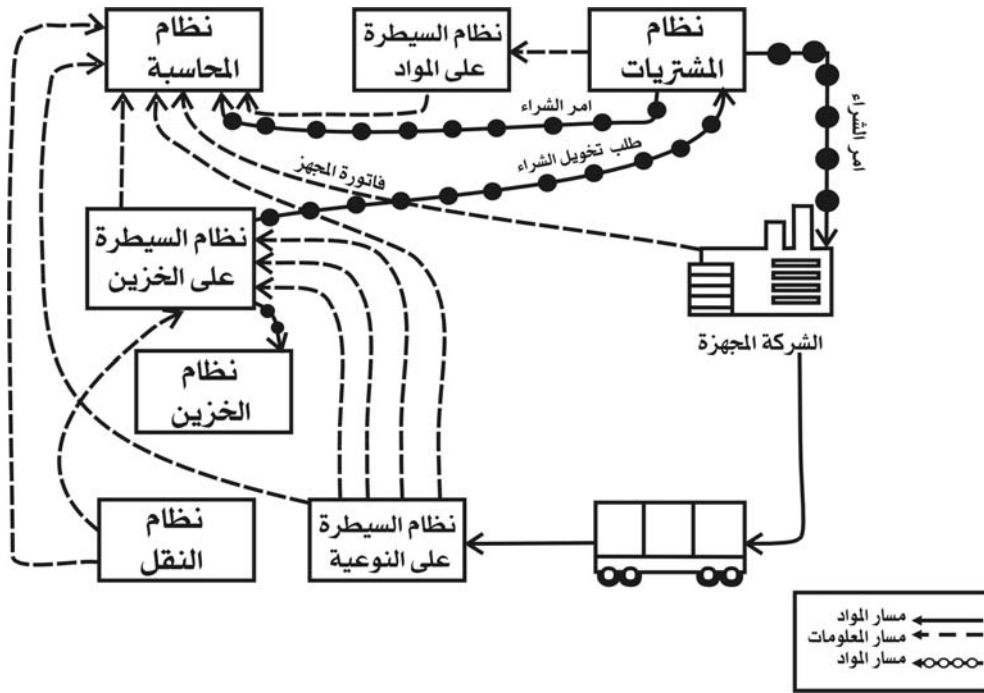 نظام
المشتريات
نظام السيطرة
على المواد
نظام
المحاسبة
امر الشراء
امر الشراء
طلب تخويل الشراء
فاتورة المجهز
نظام السيطرة
على الخزين
الشركة المجهزة
نظام
الخزين
نظام السيطرة
على النوعية
نظام
النقل
مسار المواد
مسار المعلومات
مسار المواد